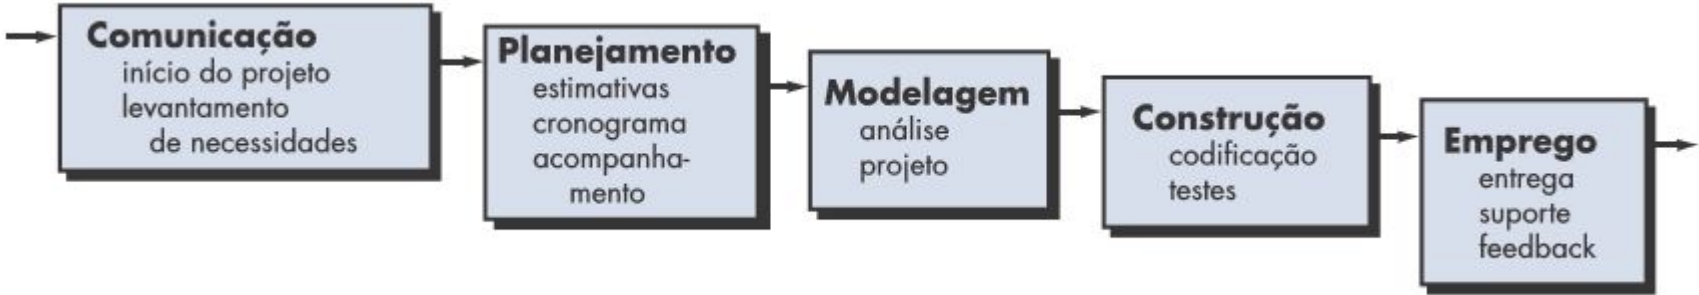 Comunicação
início do projeto
levantamento
de necessidades
Planejamento
estimativas
cronograma
acompanha-
mento
Modelagem
análise
projeto
Construção
codificação
testes
Emprego
entrega
suporte
feedback